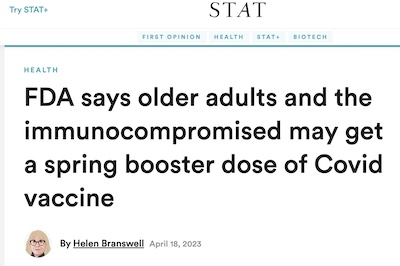 Try STAT+
STAT
FIRST OPINION HEALTH STAT+ BIOTECH
HEALTH
FDA says older adults and the
immunocompromised may get
a spring booster dose of Covid
vaccine
By Helen Branswell April 18, 2023